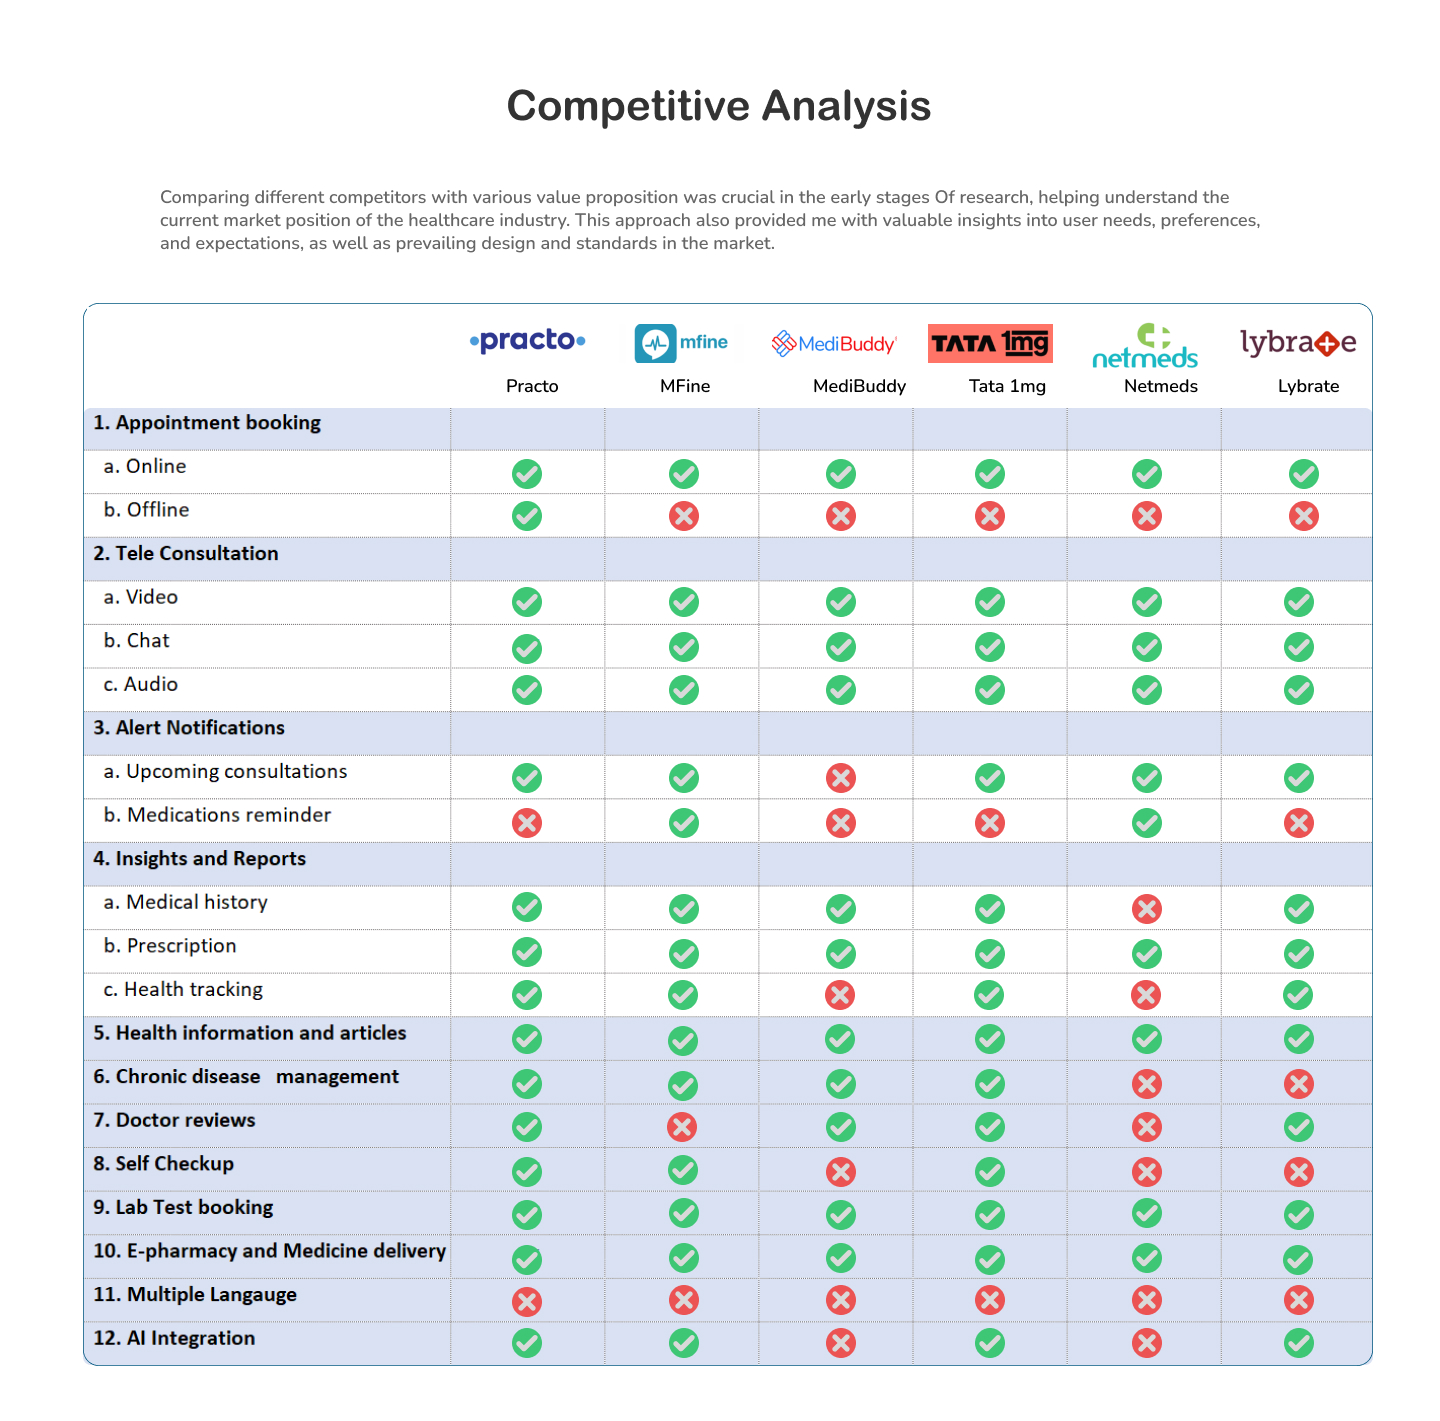 Competitive Analysis
Comparing different competitors with various value proposition was crucial in the early stages Of research, helping understand the
current market position of the healthcare industry. This approach also provided me with valuable insights into user needs, preferences,
and expectations, as well as prevailing design and standards in the market.
practo mfine MediBuddy TATA 1mg netmeds lybrate
Practo MFine MediBuddy Tata 1mg Netmeds Lybrate
1. Appointment booking
a. Online
b. Offline
2. Tele Consultation
a. Video
b. Chat
c. Audio
3. Alert Notifications
a. Upcoming consultations
b. Medications reminder
4. Insights and Reports
a. Medical history
b. Prescription
c. Health tracking
5. Health information and articles
6. Chronic disease management
7. Doctor reviews
8. Self Checkup
9. Lab Test booking
10. E-pharmacy and Medicine delivery
11. Multiple Langauge
12. AI Integration